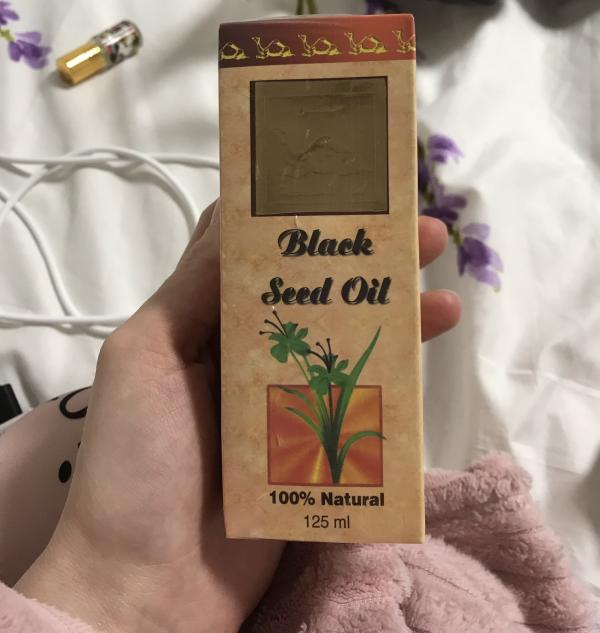 Black
Seed Oil
100% Natural
125 ml